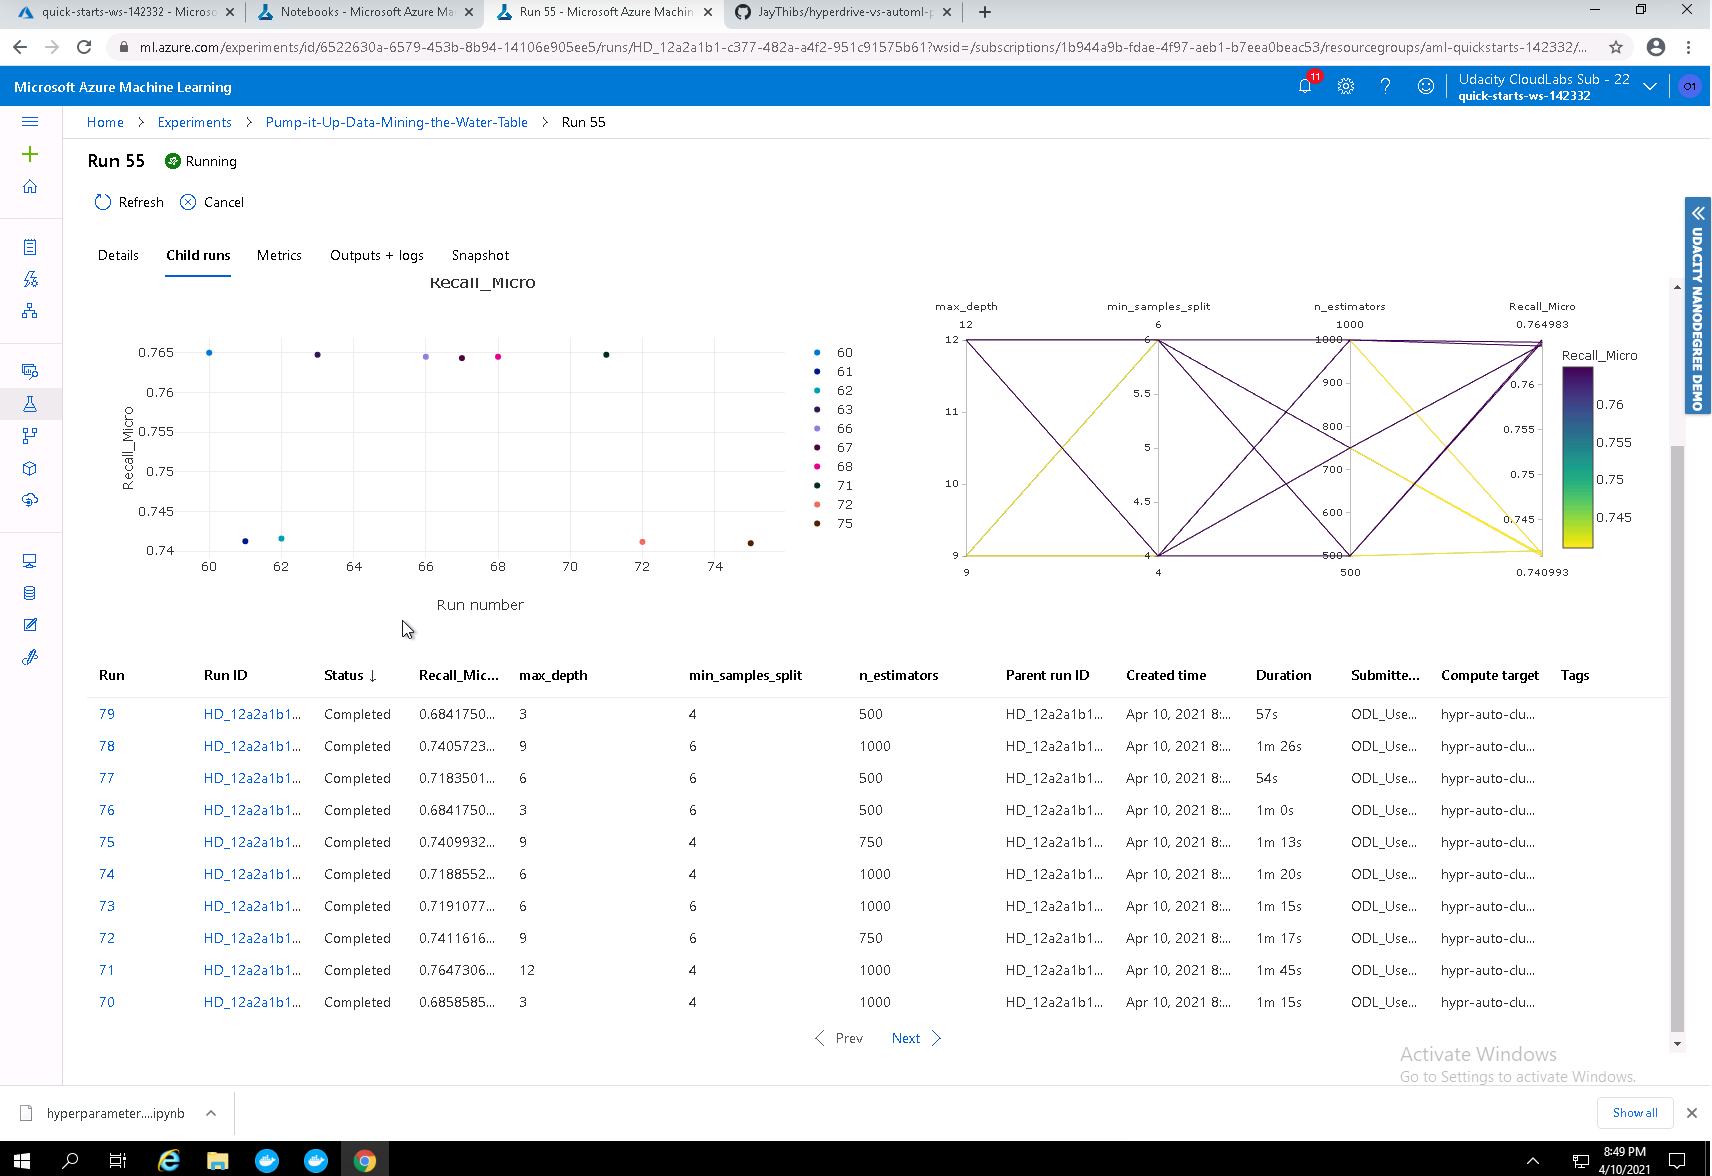 quick-starts-ws-142332 - Microso
Notebooks - Microsoft Azure Ma
Run 55 - Microsoft Azure Machin
JayThibs/hyperdrive-vs-automl-p
ml.azure.com/experiments/id/6522630a-6579-453b-8b94-14106e905ee5/runs/HD_12a2a1b1-c377-482a-a4f2-951c91575b61?wsid=/subscriptions/1b944a9b-fdae-4f97-aeb1-b7eea0beac53/resourcegroups/aml-quickstarts-142332/...
Microsoft Azure Machine Learning
11
Udacity CloudLabs Sub - 22
quick-starts-ws-142332
O1
Home > Experiments > Pump-it-Up-Data-Mining-the-Water-Table > Run 55
Run 55 Running
Refresh Cancel
Details Child runs Metrics Outputs + logs Snapshot
UDACITY NANODEGREE DEMO
Recall_Micro
0.765
0.76
0.755
0.75
0.745
0.74
Recall_Micro
60 62 64 66 68 70 72 74
Run number
60
61
62
63
66
67
68
71
72
75
max_depth min_samples_split n_estimators Recall_Micro
12 6 1000 0.764983
12 6 1000
11 5.5 900 0.76
10 5 800 0.755
9 4.5 700 0.75
4 600 0.745
500
9 4 500 0.740993
Recall_Micro
0.76
0.755
0.75
0.745
Run Run ID Status ↓ Recall_Mic... max_depth min_samples_split n_estimators Parent run ID Created time Duration Submitte... Compute target Tags
79 HD_12a2a1b1... Completed 0.6841750... 3 4 500 HD_12a2a1b1... Apr 10, 2021 8:... 57s ODL_Use... hypr-auto-clu...
78 HD_12a2a1b1... Completed 0.7405723... 9 6 1000 HD_12a2a1b1... Apr 10, 2021 8:... 1m 26s ODL_Use... hypr-auto-clu...
77 HD_12a2a1b1... Completed 0.7183501... 6 6 500 HD_12a2a1b1... Apr 10, 2021 8:... 54s ODL_Use... hypr-auto-clu...
76 HD_12a2a1b1... Completed 0.6841750... 3 6 500 HD_12a2a1b1... Apr 10, 2021 8:... 1m 0s ODL_Use... hypr-auto-clu...
75 HD_12a2a1b1... Completed 0.7409932... 9 4 750 HD_12a2a1b1... Apr 10, 2021 8:... 1m 13s ODL_Use... hypr-auto-clu...
74 HD_12a2a1b1... Completed 0.7188552... 6 4 1000 HD_12a2a1b1... Apr 10, 2021 8:... 1m 20s ODL_Use... hypr-auto-clu...
73 HD_12a2a1b1... Completed 0.7191077... 6 6 1000 HD_12a2a1b1... Apr 10, 2021 8:... 1m 15s ODL_Use... hypr-auto-clu...
72 HD_12a2a1b1... Completed 0.7411616... 9 6 750 HD_12a2a1b1... Apr 10, 2021 8:... 1m 17s ODL_Use... hypr-auto-clu...
71 HD_12a2a1b1... Completed 0.7647306... 12 4 1000 HD_12a2a1b1... Apr 10, 2021 8:... 1m 45s ODL_Use... hypr-auto-clu...
70 HD_12a2a1b1... Completed 0.6858585... 3 4 1000 HD_12a2a1b1... Apr 10, 2021 8:... 1m 15s ODL_Use... hypr-auto-clu...
Prev Next
Activate Windows
Go to Settings to activate Windows.
hyperparameter....ipynb
Show all
8:49 PM
4/10/2021